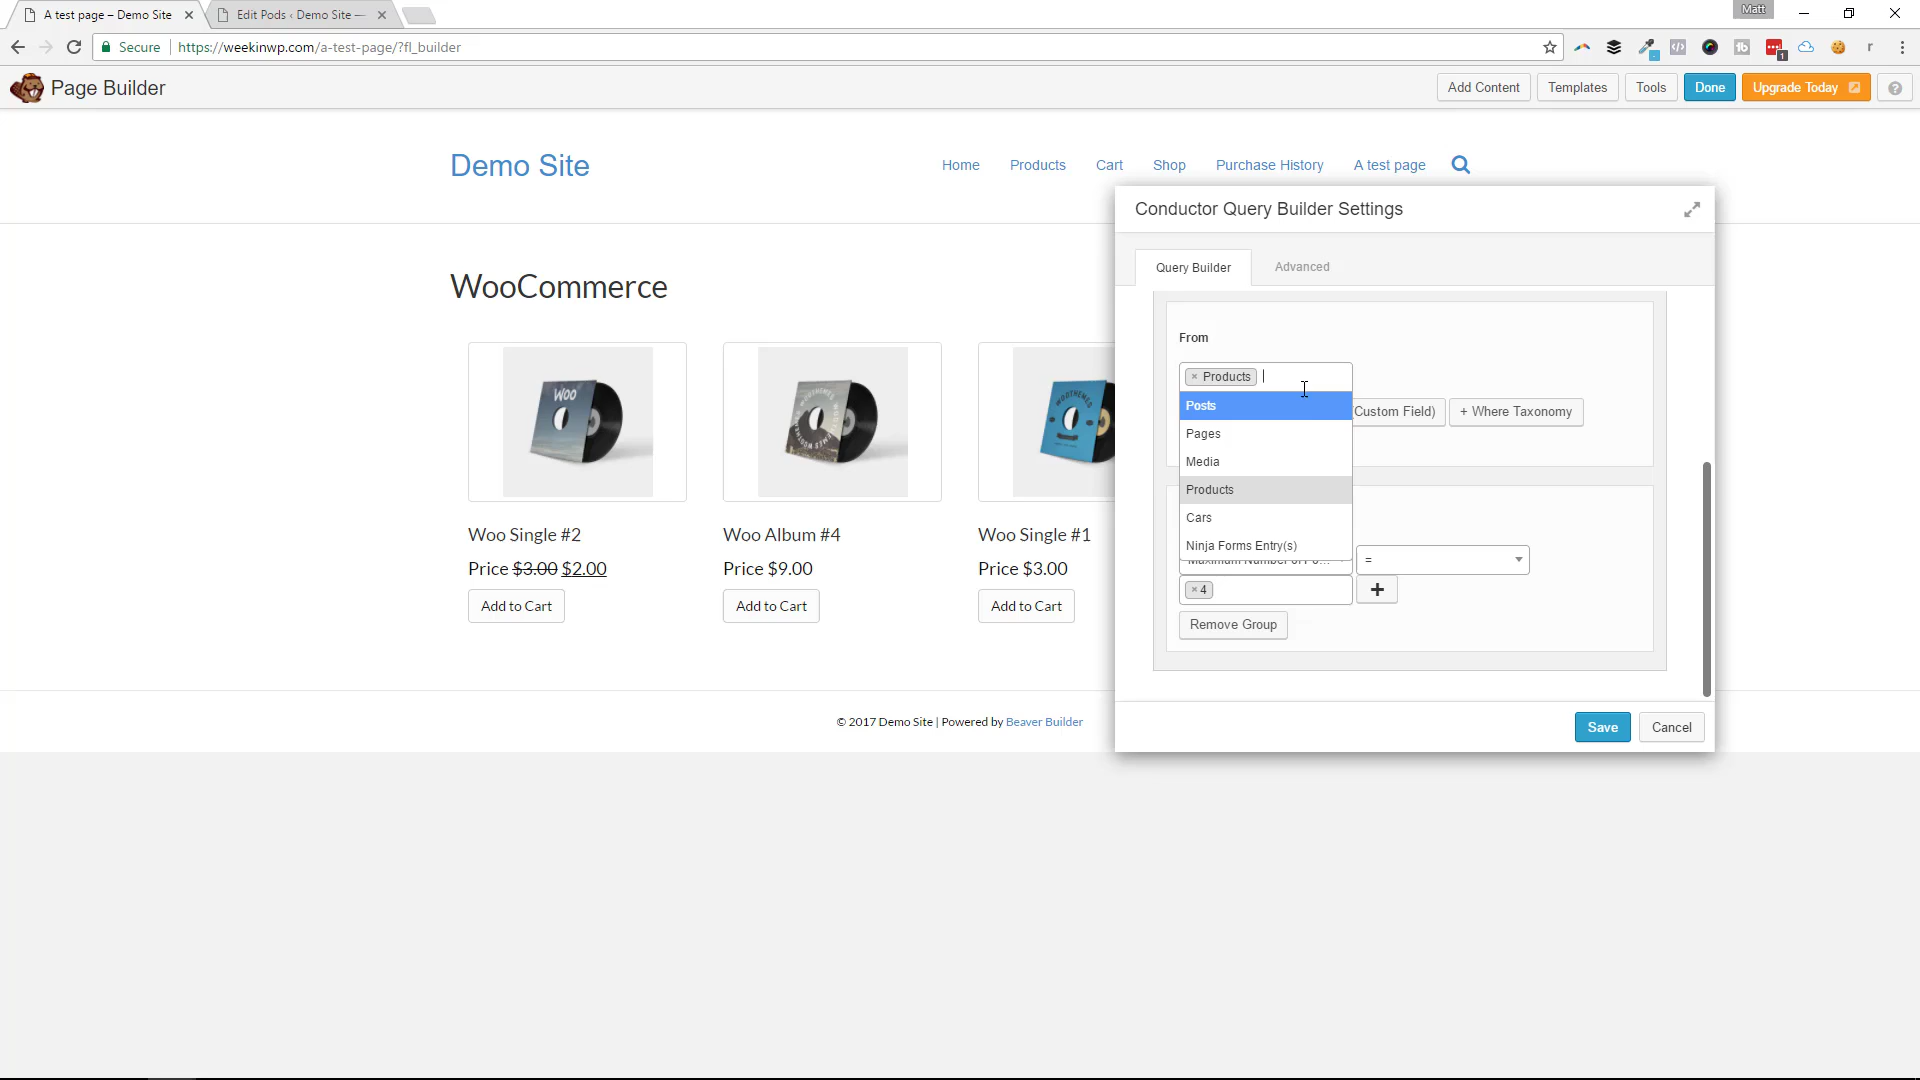 A test page – Demo Site
Edit Pods ‹ Demo Site —
Matt
Secure
https://weekinwp.com/a-test-page/?fl_builder
tb
1
r
Page Builder
Add Content
Templates
Tools
Done
Upgrade Today
?
Demo Site
Home
Products
Cart
Shop
Purchase History
A test page
Conductor Query Builder Settings
Query Builder
Advanced
WooCommerce
WOO
Woo Single #2
Price $3.00 $2.00
Add to Cart
Woo Album #4
Price $9.00
Add to Cart
Woo Single #1
Price $3.00
Add to Cart
From
× Products
Posts
Pages
Media
Products
Cars
Ninja Forms Entry(s)
Custom Field)
+ Where Taxonomy
=
× 4
+
Remove Group
Save
Cancel
© 2017 Demo Site | Powered by Beaver Builder